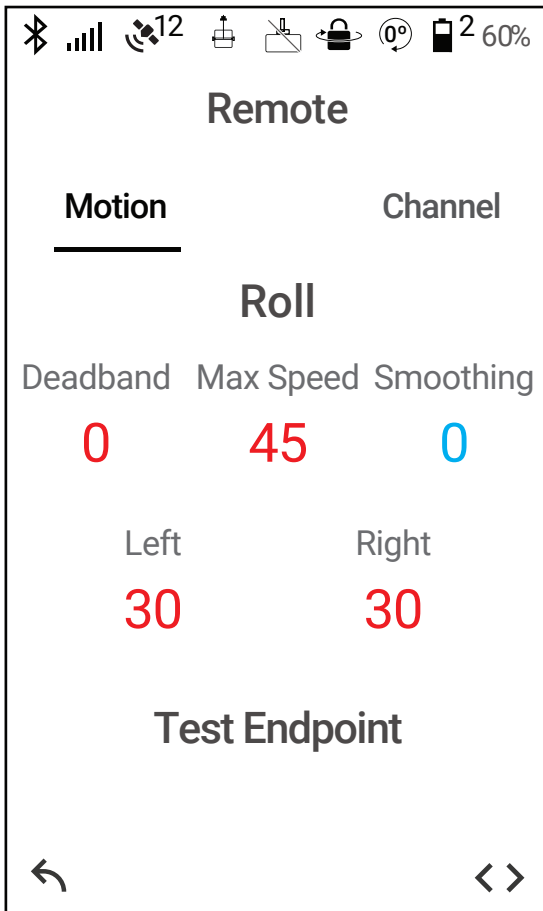 12 0° 2 60%
Remote
Motion Channel
Roll
Deadband Max Speed Smoothing
0 45 0
Left Right
30 30
Test Endpoint